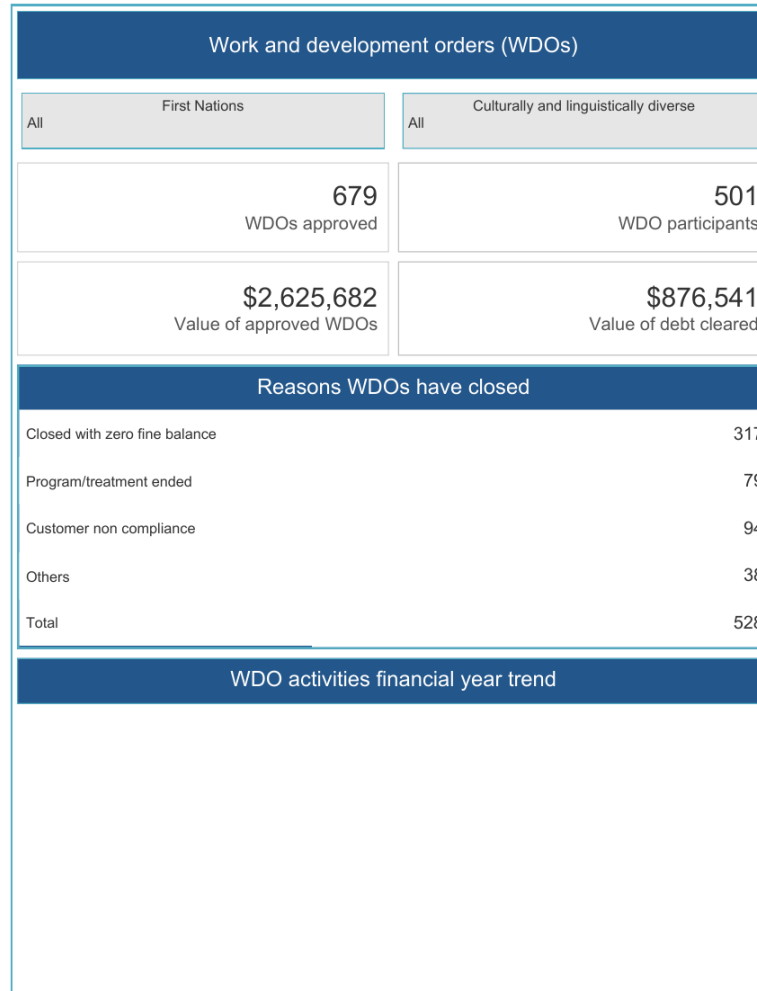 Work and development orders (WDOs)
First Nations
All
Culturally and linguistically diverse
All
679
WDOs approved
501
WDO participants
$2,625,682
Value of approved WDOs
$876,541
Value of debt cleared
Reasons WDOs have closed
Closed with zero fine balance 317
Program/treatment ended 79
Customer non compliance 94
Others 38
Total 528
WDO activities financial year trend